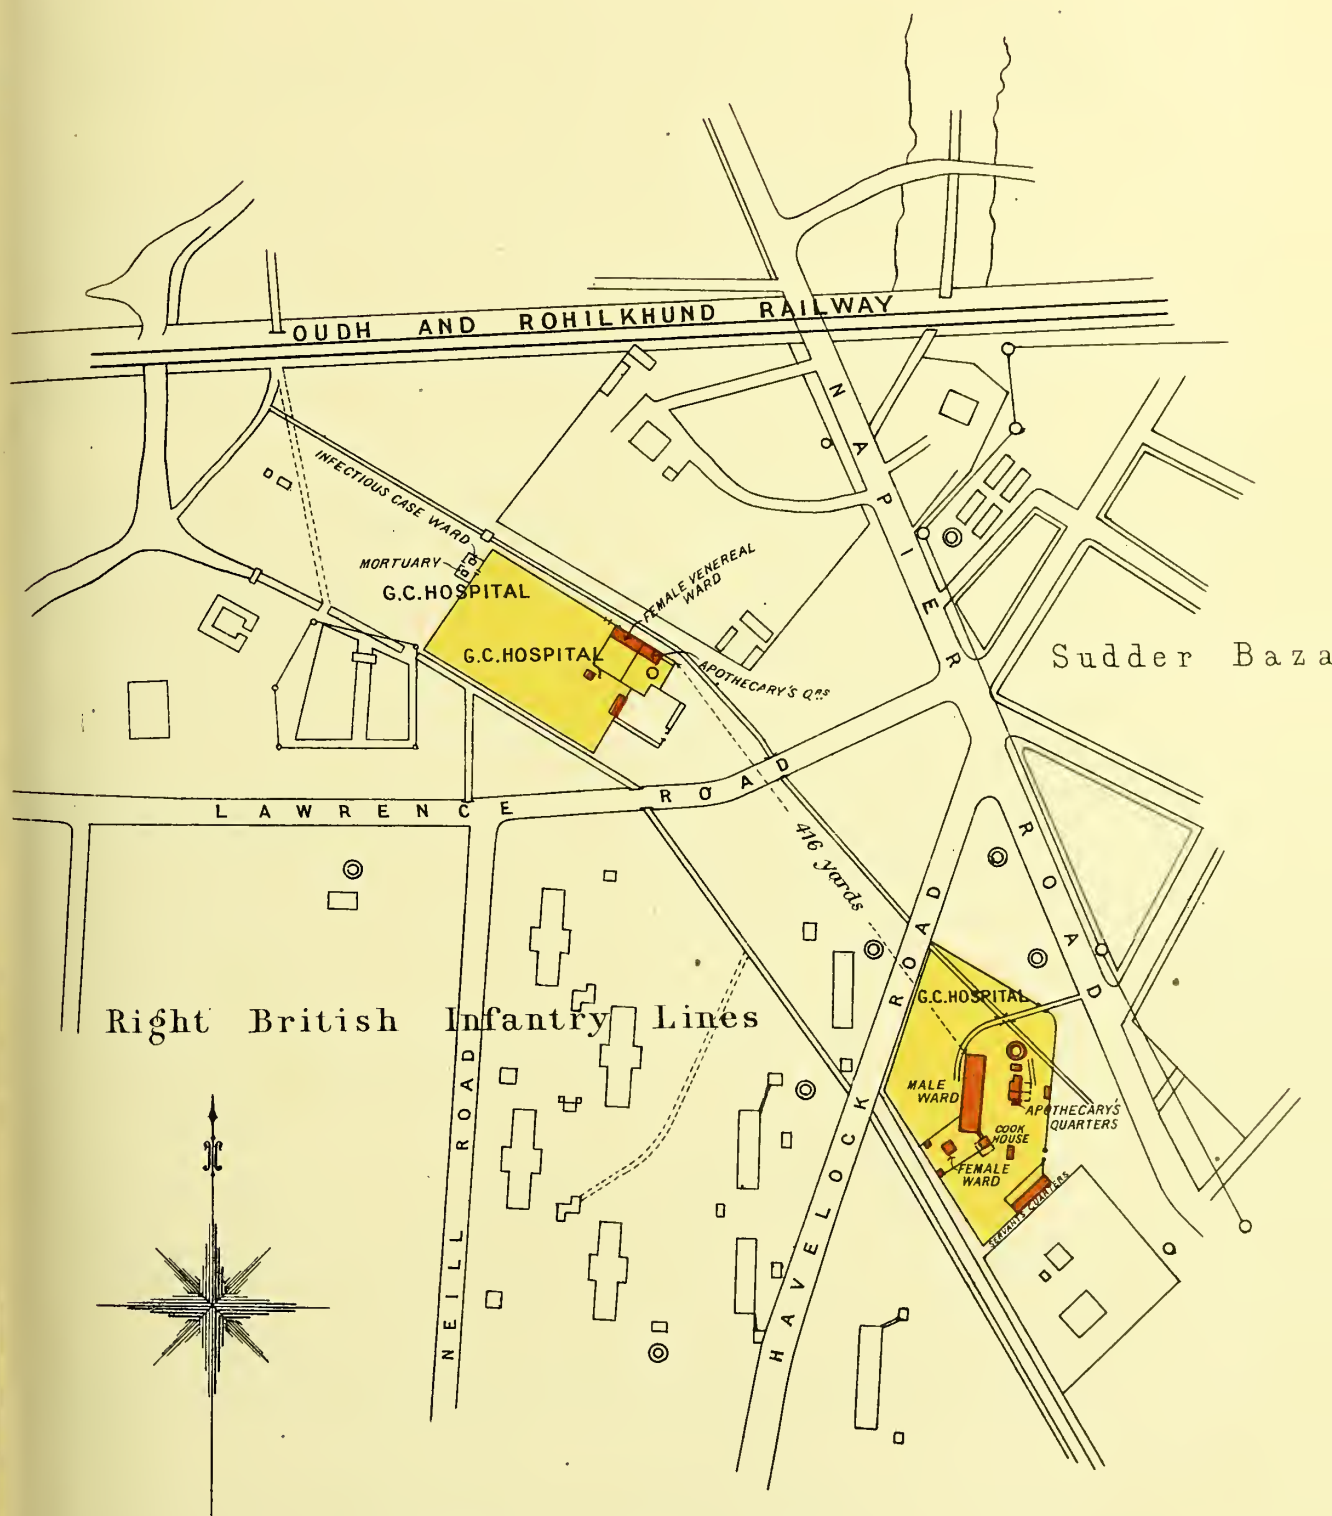 OUDH AND ROHILKHUND RAILWAY
NAPIER ROAD
INFECTIOUS CASE WARD
MORTUARY
G.C.HOSPITAL
FEMALE VENEREAL
WARD
G.C.HOSPITAL
APOTHECARY'S QRS
Sudder Baza
LAWRENCE ROAD
416 yards
HAVELOCK ROAD
G.C.HOSPITAL
Right British Infantry Lines
NEILL ROAD
MALE
WARD
APOTHECARY'S
QUARTERS
COOK
HOUSE
FEMALE
WARD
SERVANTS QUARTERS